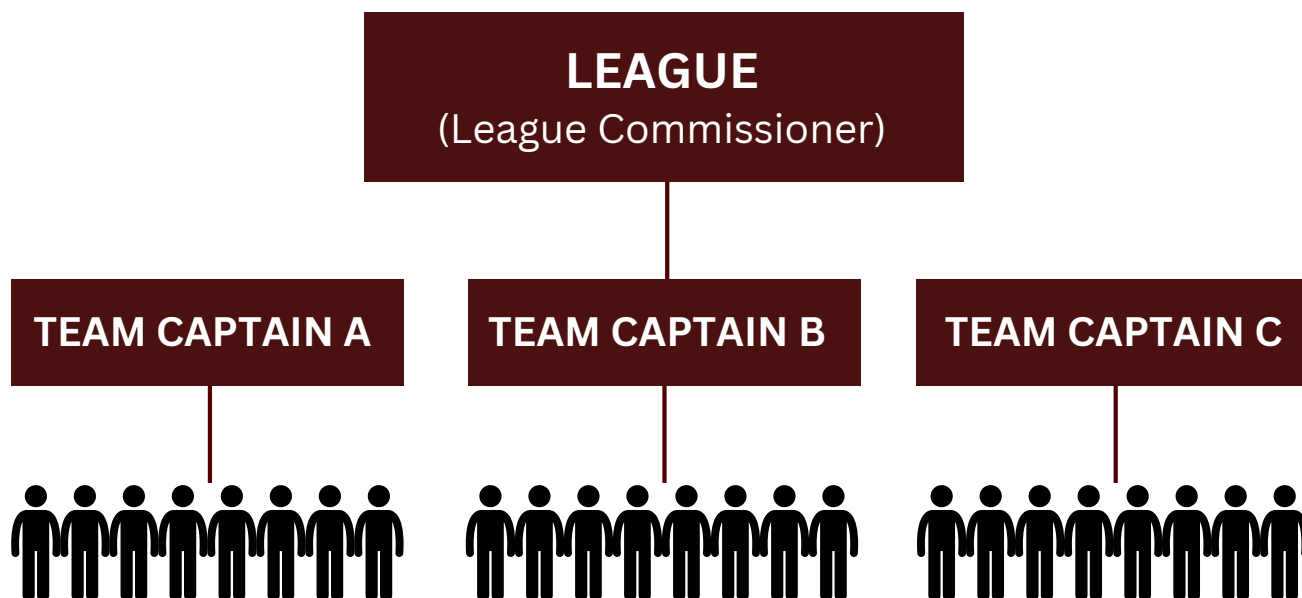 LEAGUE
(League Commissioner)
TEAM CAPTAIN A
TEAM CAPTAIN B
TEAM CAPTAIN C